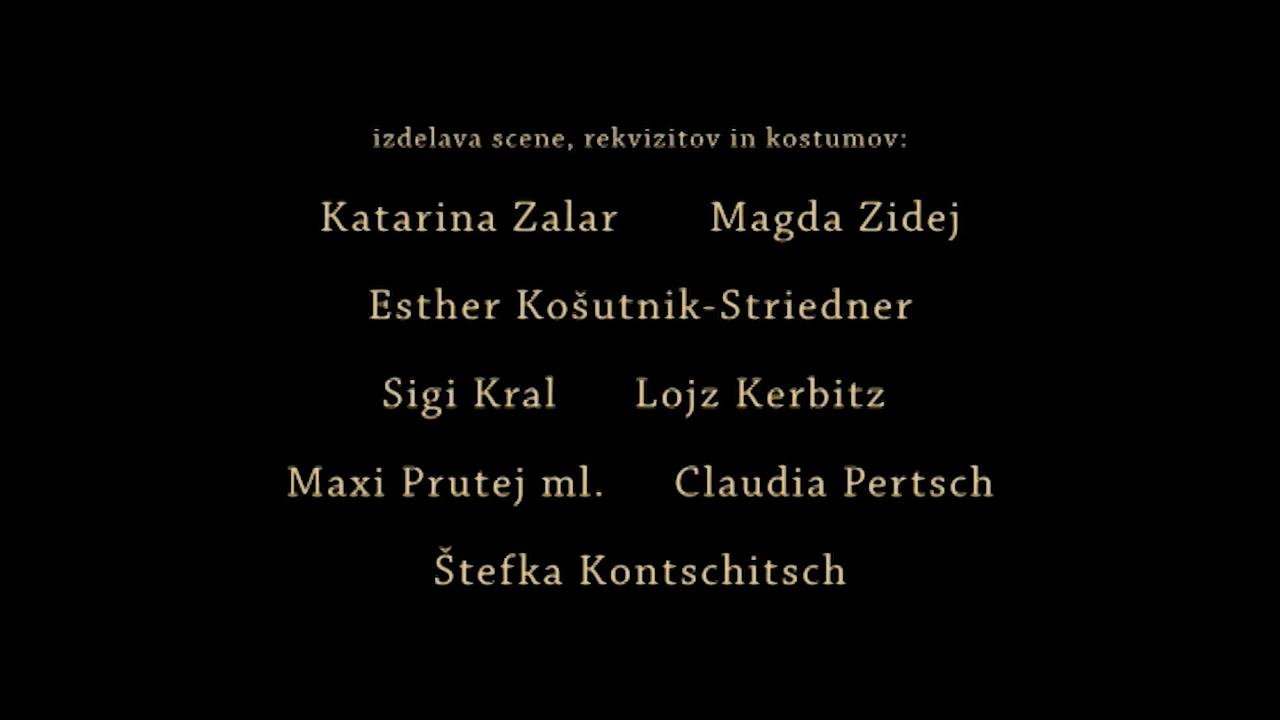 izdelava scene, rekvizitov in kostumov:
Katarina Zalar Magda Zidej
Esther Košutnik-Striedner
Sigi Kral Lojz Kerbitz
Maxi Prutej ml. Claudia Pertsch
Štefka Kontschitsch